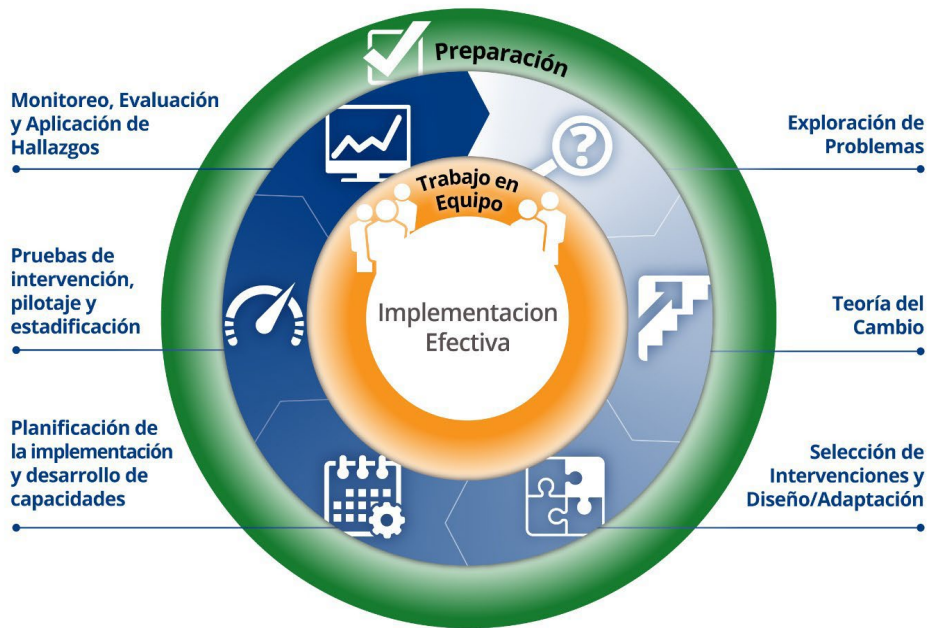 Preparación
Monitoreo, Evaluación
y Aplicación de
Hallazgos
Exploración de
Problemas
?
Trabajo en
Equipo
Pruebas de
intervención,
pilotaje y
estadificación
Implementacion
Efectiva
Teoría del
Cambio
Planificación de
la implementación
y desarrollo de
capacidades
Selección de
Intervenciones y
Diseño/Adaptación